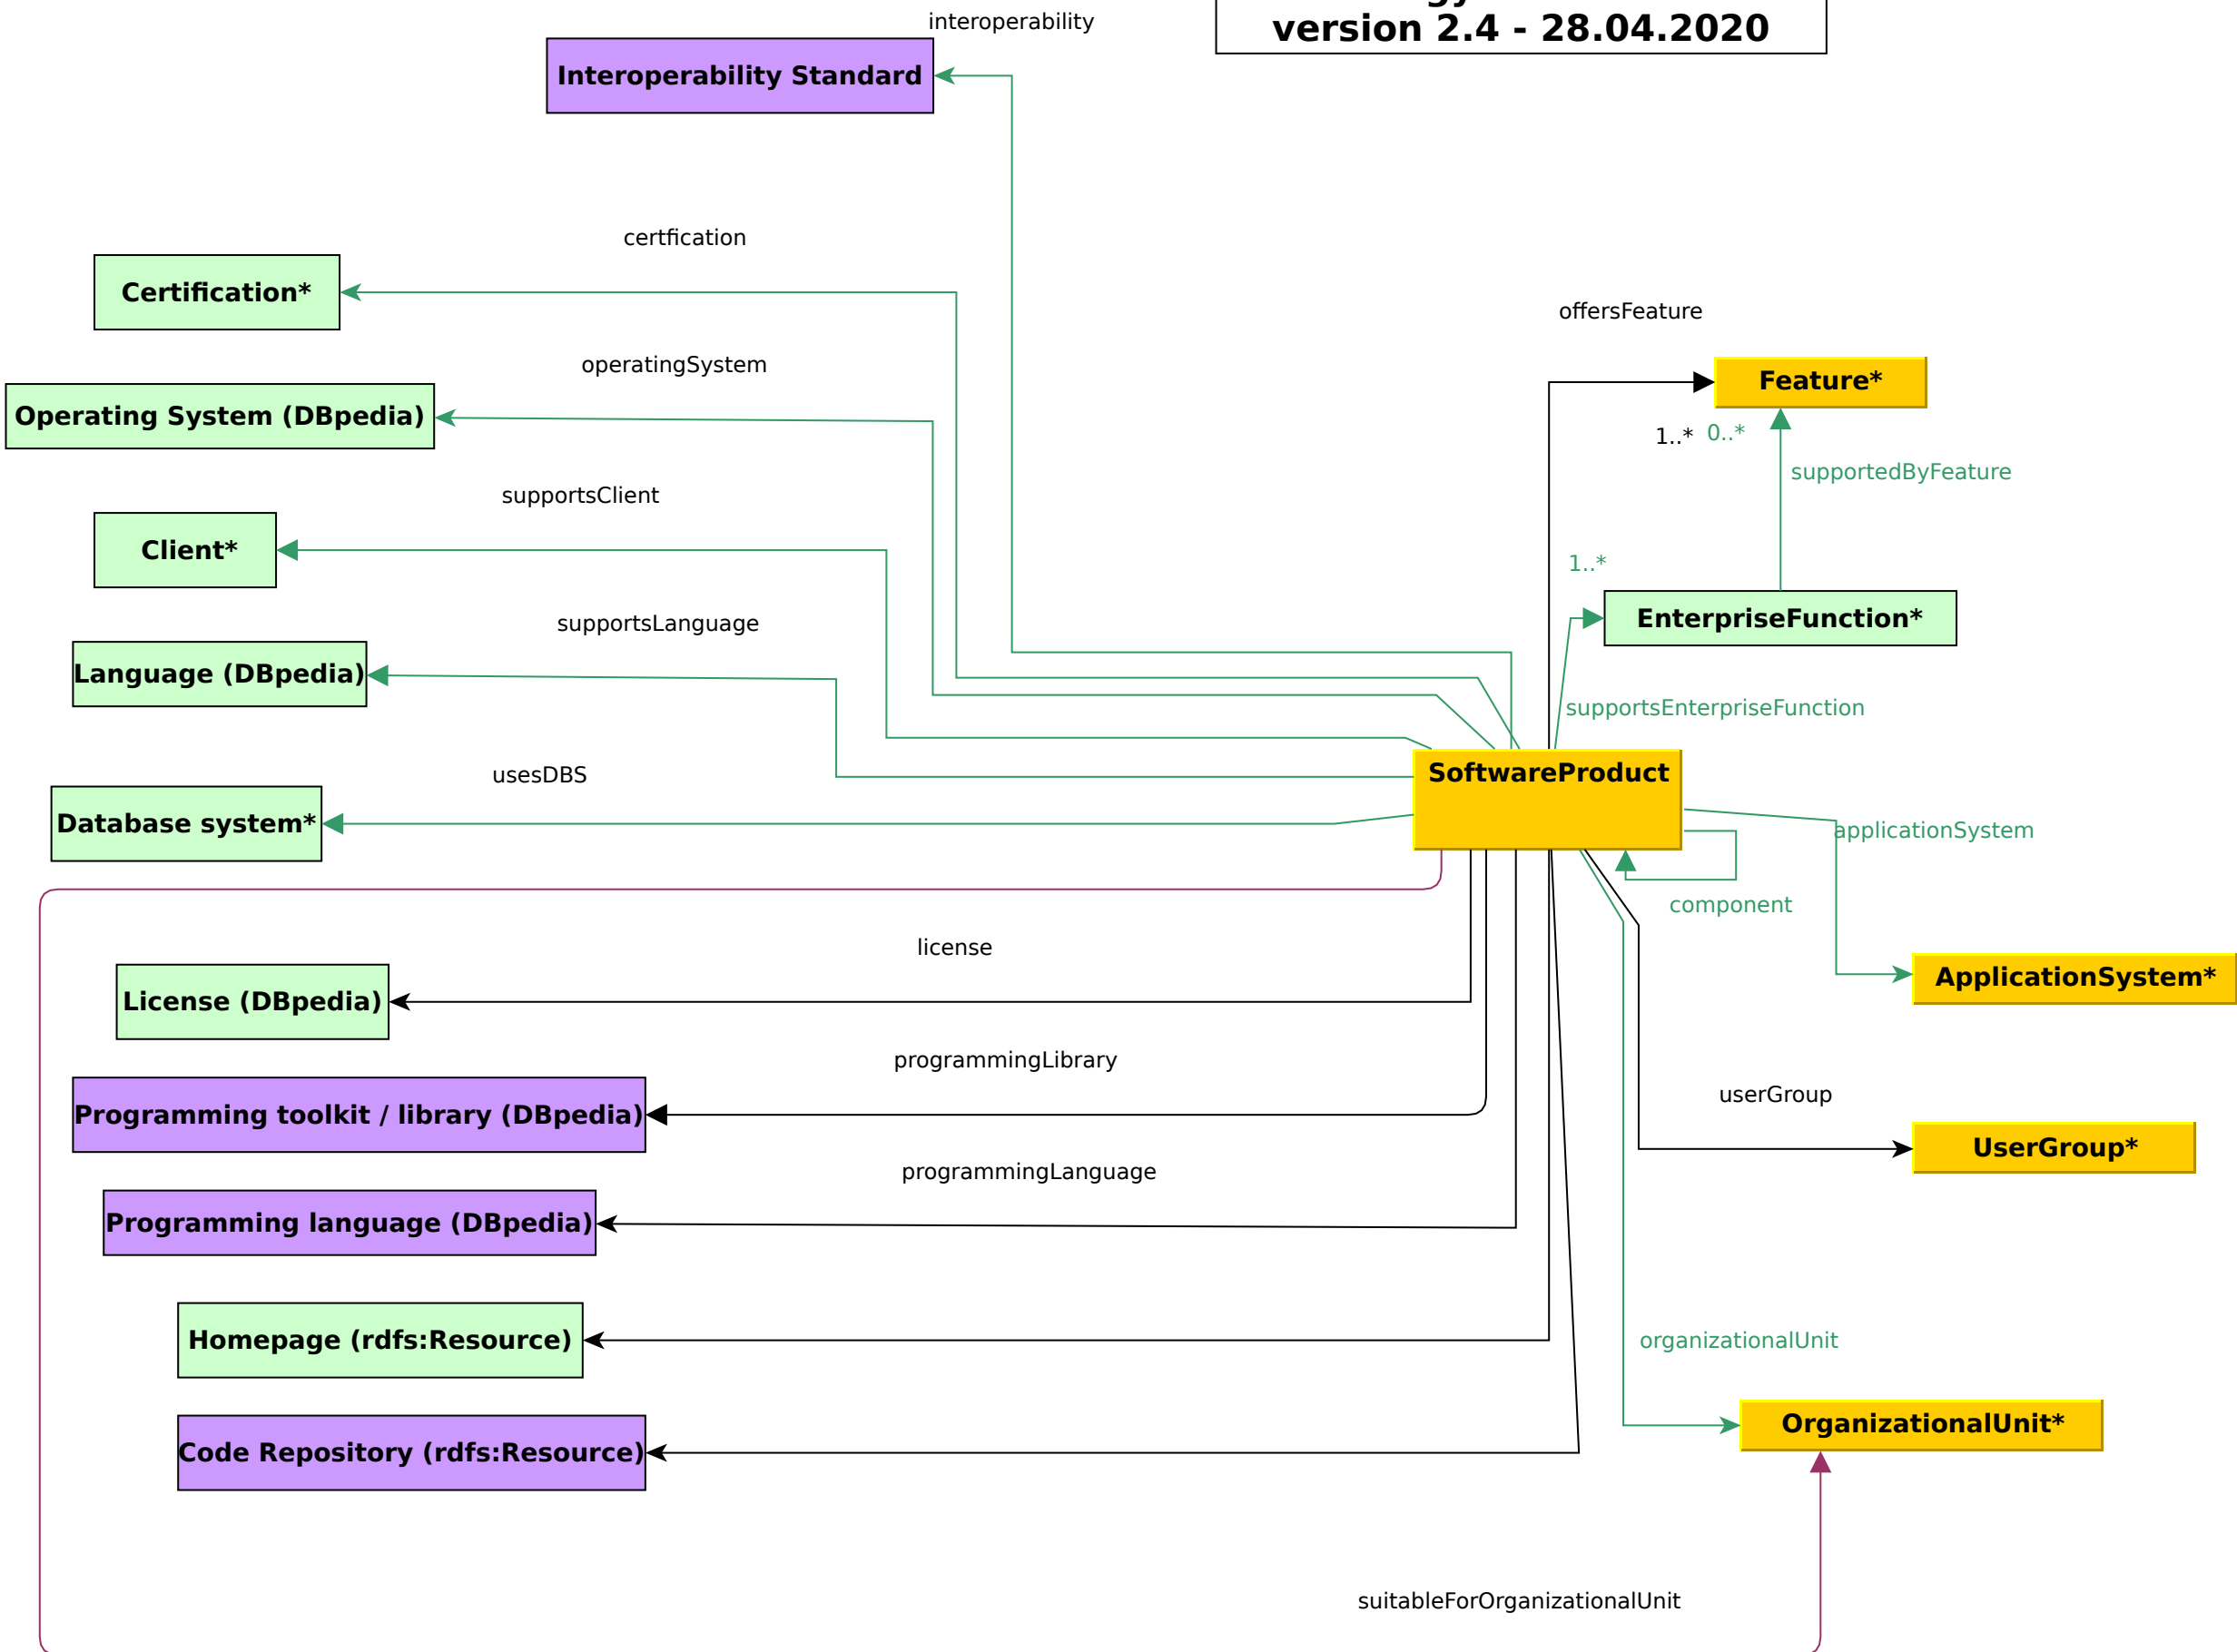 interoperability
version 2.4 - 28.04.2020
Interoperability Standard
certfication
Certification*
offersFeature
operatingSystem
Feature*
Operating System (DBpedia)
1..* 0..*
supportedByFeature
supportsClient
Client*
1..*
EnterpriseFunction*
supportsLanguage
Language (DBpedia)
supportsEnterpriseFunction
usesDBS
SoftwareProduct
Database system*
applicationSystem
component
license
ApplicationSystem*
License (DBpedia)
programmingLibrary
userGroup
Programming toolkit / library (DBpedia)
UserGroup*
programmingLanguage
Programming language (DBpedia)
Homepage (rdfs:Resource)
organizationalUnit
OrganizationalUnit*
Code Repository (rdfs:Resource)
suitableForOrganizationalUnit